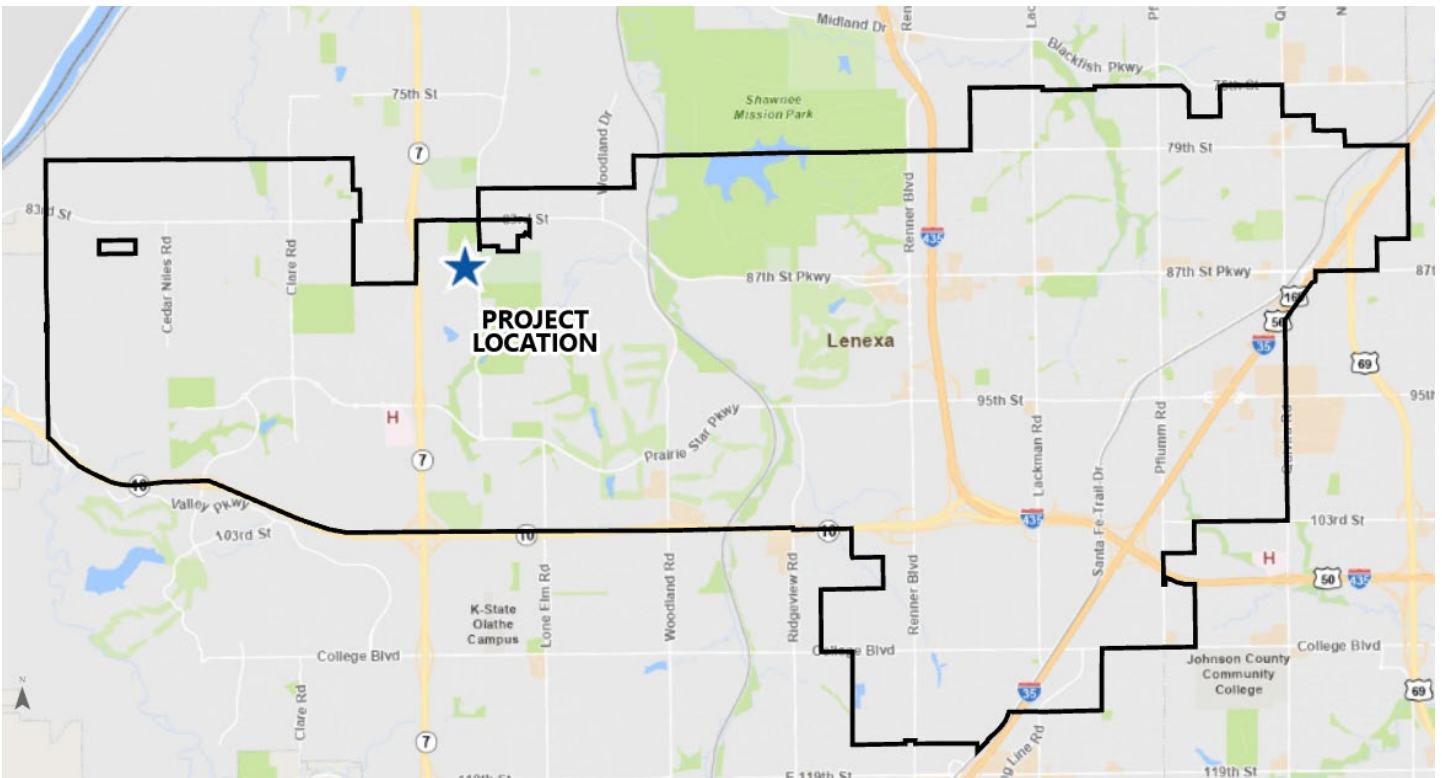 Midland Dr
Blackfish Pkwy
75th St
75th St
Shawnee
Mission Park
Woodland Dr
7
79th St
Renner Blvd
83rd St
83rd St
435
Cedar Niles Rd
Clare Rd
87th St Pkwy
87th St Pkwy
PROJECT
LOCATION
Lenexa
169
56
35
69
95th St
95th
H
Prairie Star Pkwy
Lackman Rd
Pflumm Rd
Quivira Rd
7
10
Valley Pkwy
103rd St
10
10
435
Santa-Fe-Trail-Dr
103rd St
H
50
435
K-State
Olathe
Campus
Lone Elm Rd
Woodland Rd
Ridgeview Rd
Renner Blvd
College Blvd
College Blvd
College Blvd
Johnson County
Community
College
Clare Rd
N
35
69
7
E 119th St
119th St